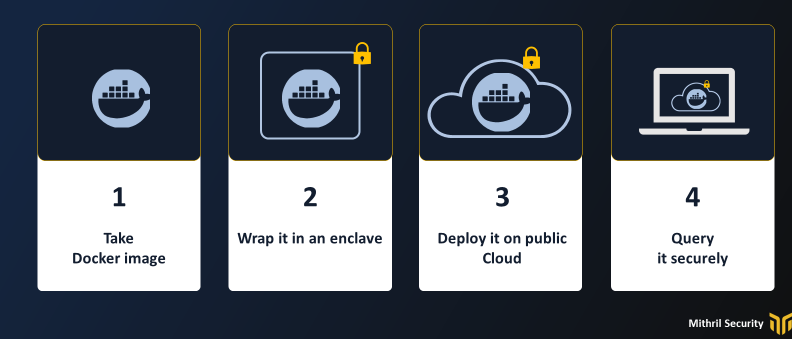 1
Take
Docker image
2
Wrap it in an enclave
3
Deploy it on public
Cloud
4
Query
it securely
Mithril Security